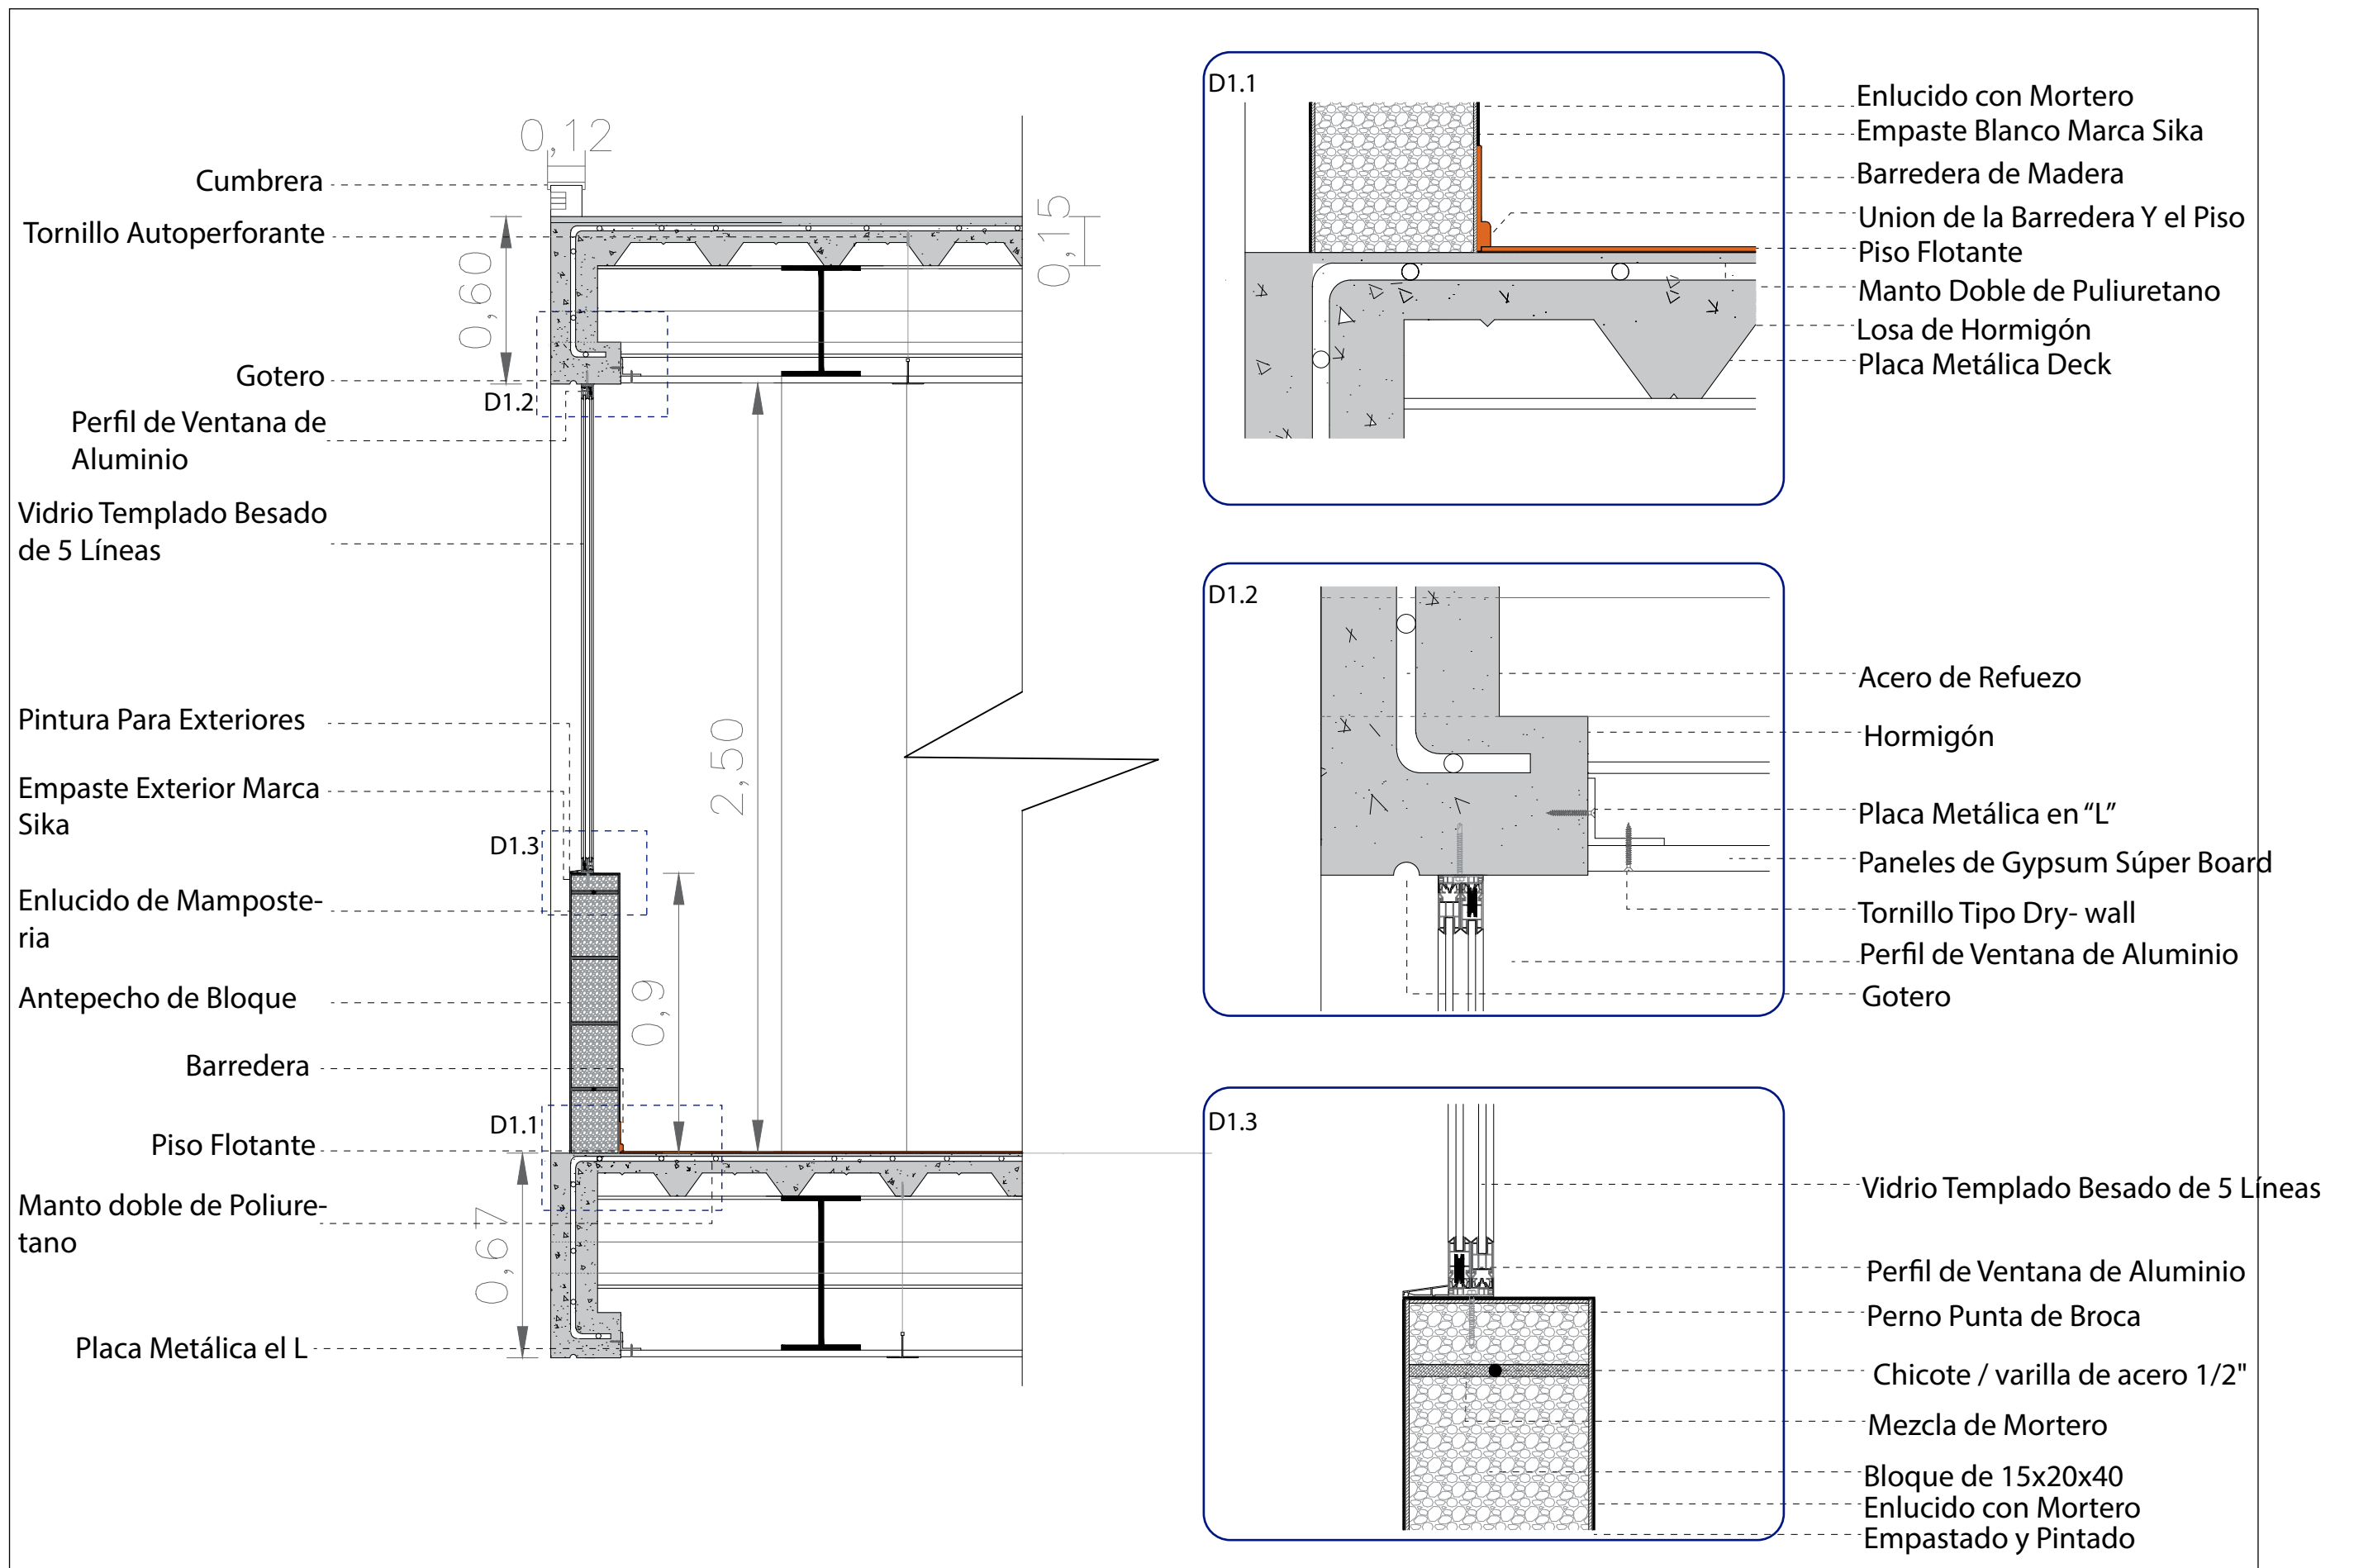 0,12
Cumbrera
Tornillo Autoperforante
0,60
0,15
Gotero
D1.2
Perfil de Ventana de
Aluminio
Vidrio Templado Besado
de 5 Líneas
Pintura Para Exteriores
2,50
Empaste Exterior Marca
Sika
D1.3
Enlucido de Mamposte-
ria
0,9
Antepecho de Bloque
Barredera
D1.1
Piso Flotante
Manto doble de Poliure-
tano
0,67
Placa Metálica el L
D1.1
Enlucido con Mortero
Empaste Blanco Marca Sika
Barredera de Madera
Union de la Barredera Y el Piso
Piso Flotante
Manto Doble de Puliuretano
Losa de Hormigón
Placa Metálica Deck
D1.2
Acero de Refuezo
Hormigón
Placa Metálica en “L”
Paneles de Gypsum Súper Board
Tornillo Tipo Dry- wall
Perfil de Ventana de Aluminio
Gotero
D1.3
Vidrio Templado Besado de 5 Líneas
Perfil de Ventana de Aluminio
Perno Punta de Broca
Chicote / varilla de acero 1/2"
Mezcla de Mortero
Bloque de 15x20x40
Enlucido con Mortero
Empastado y Pintado